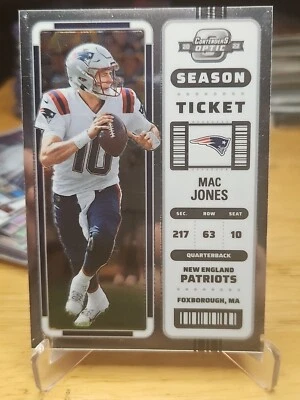 CONTENDERS
OPTIC
SEASON
TICKET
MAC
JONES
SEC. ROW SEAT
217 63 10
QUARTERBACK
NEW ENGLAND
PATRIOTS
FOXBOROUGH, MA
10